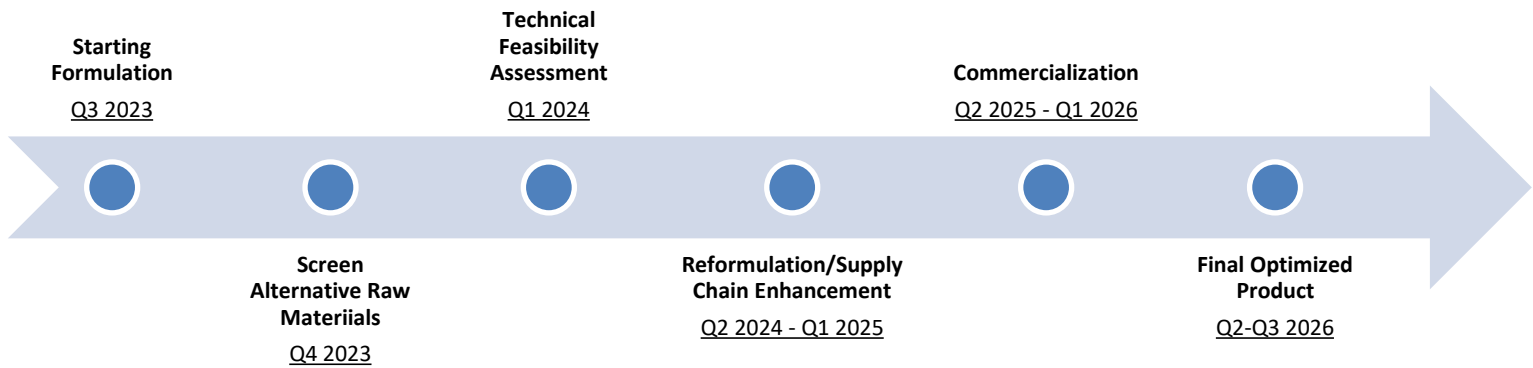 Starting
Formulation
Q3 2023
Screen
Alternative Raw
Materiials
Q4 2023
Technical
Feasibility
Assessment
Q1 2024
Reformulation/Supply
Chain Enhancement
Q2 2024 - Q1 2025
Commercialization
Q2 2025 - Q1 2026
Final Optimized
Product
Q2-Q3 2026